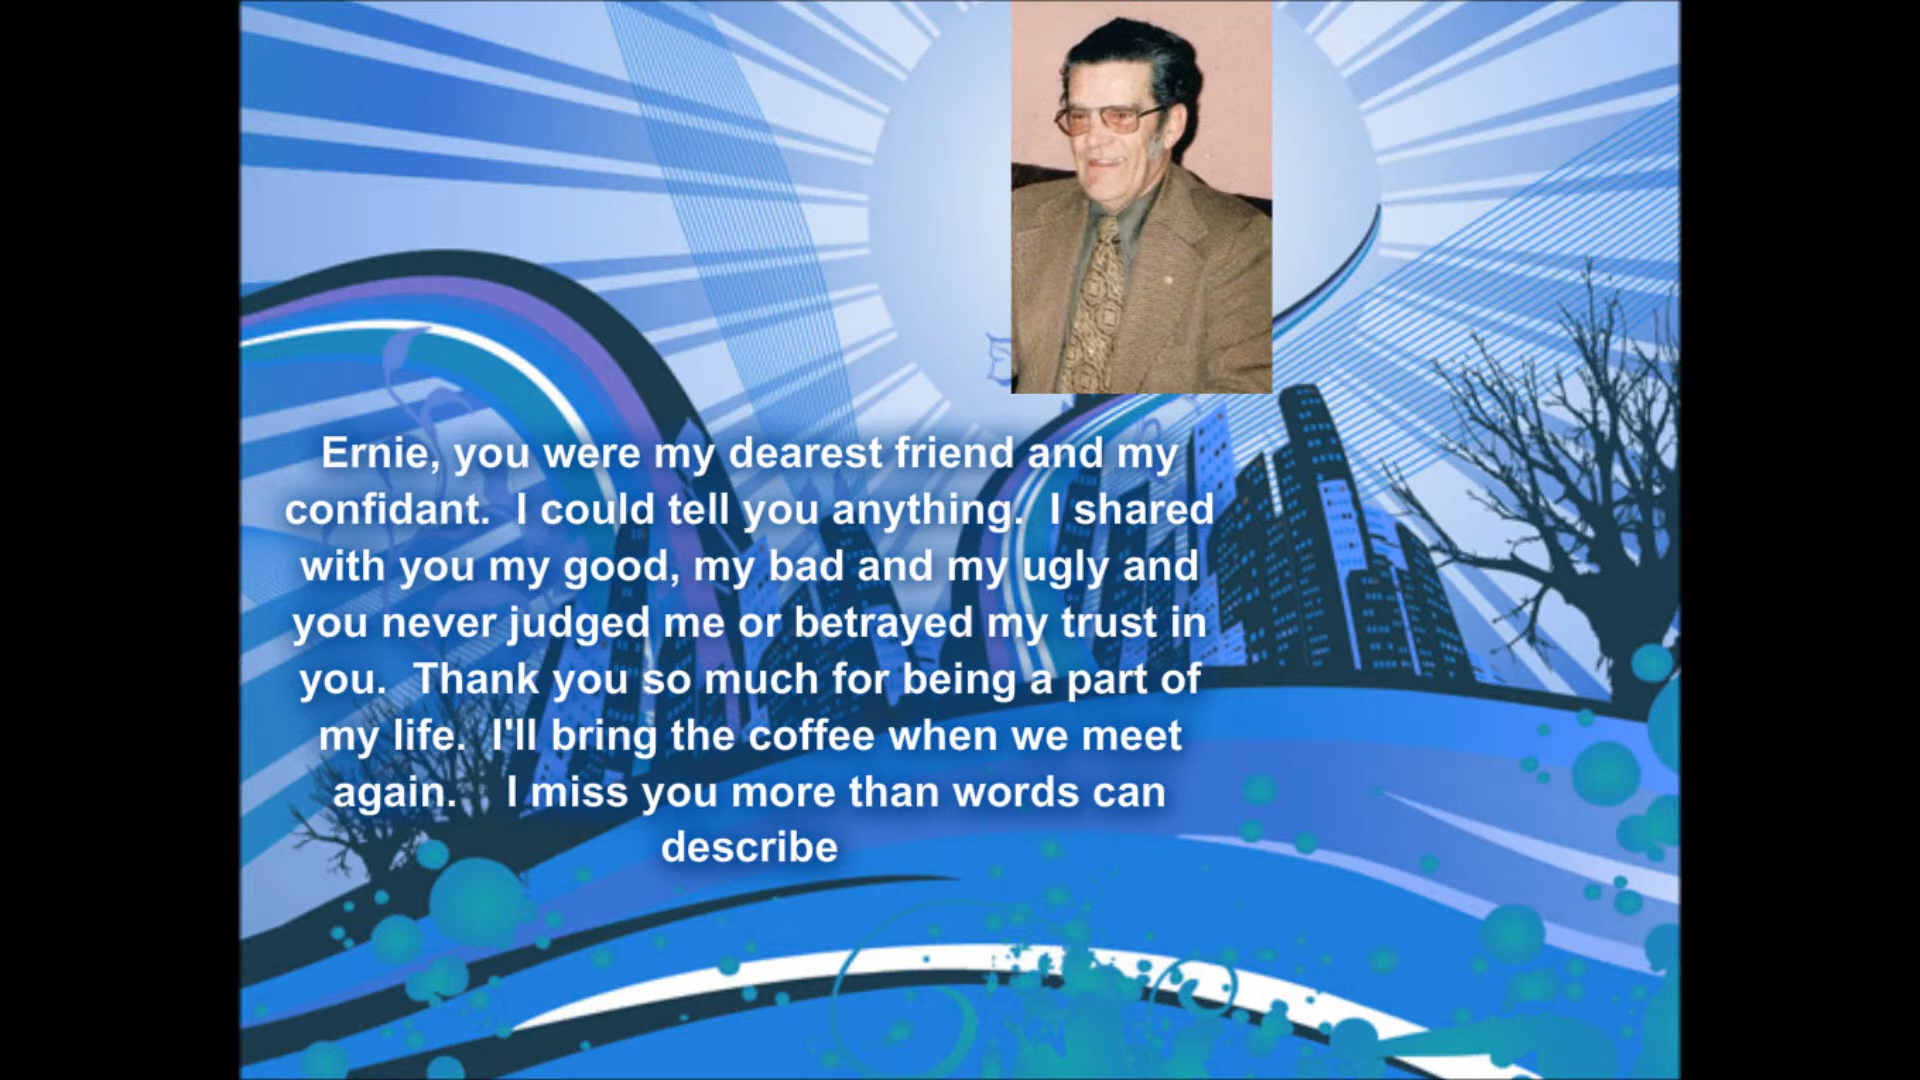 Ernie, you were my dearest friend and my
confidant.  I could tell you anything.  I shared
with you my good, my bad and my ugly and
you never judged me or betrayed my trust in
you.  Thank you so much for being a part of
my life.  I'll bring the coffee when we meet
again.    I miss you more than words can
describe